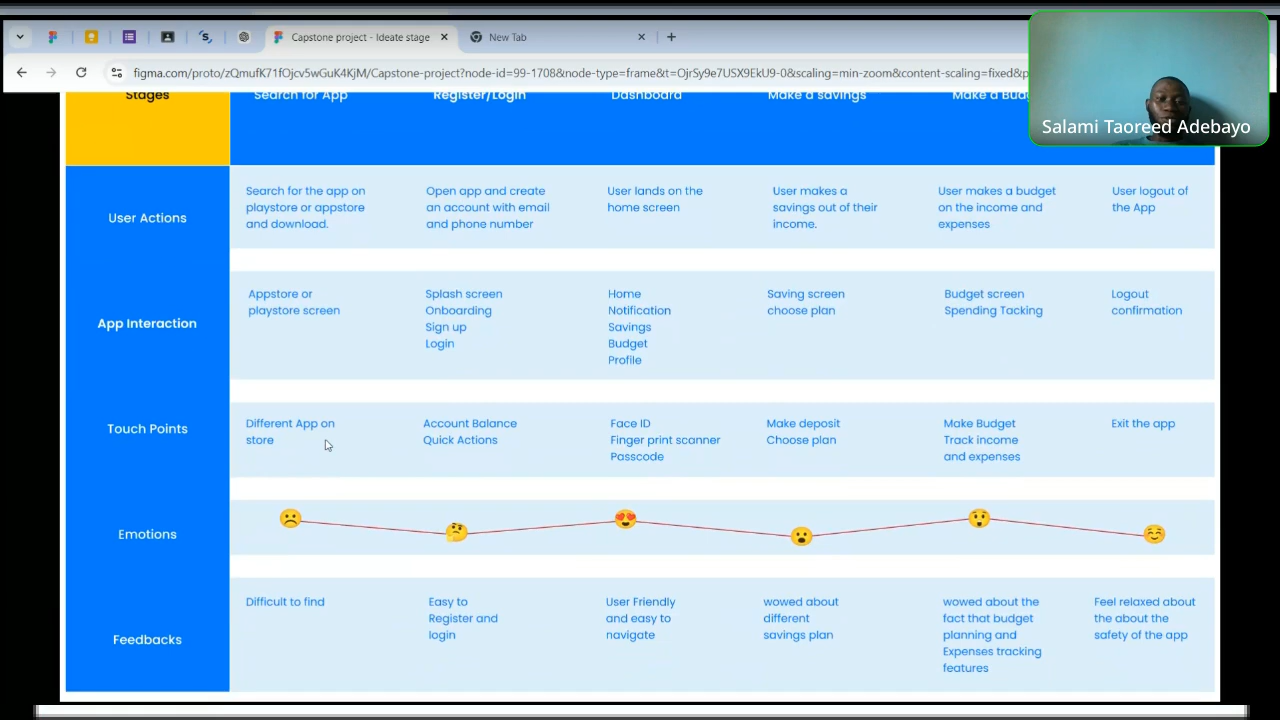 Capstone project - Ideate stage
New Tab
figma.com/proto/zQmufK71fOjcv5wGuK4KjM/Capstone-project?node-id=99-1708&node-type=frame&t=OjrSy9e7USX9EkU9-0&scaling=min-zoom&content-scaling=fixed&p
Salami Taoreed Adebayo
Stages
Search for App
Register/Login
Dashboard
Make a savings
Make a Bud
User Actions
Search for the app on
playstore or appstore
and download.
Open app and create
an account with email
and phone number
User lands on the
home screen
User makes a
savings out of their
income.
User makes a budget
on the income and
expenses
User logout of
the App
App Interaction
Appstore or
playstore screen
Splash screen
Onboarding
Sign up
Login
Home
Notification
Savings
Budget
Profile
Saving screen
choose plan
Budget screen
Spending Tacking
Logout
confirmation
Touch Points
Different App on
store
Account Balance
Quick Actions
Face ID
Finger print scanner
Passcode
Make deposit
Choose plan
Make Budget
Track income
and expenses
Exit the app
Emotions
Feedbacks
Difficult to find
Easy to
Register and
login
User Friendly
and easy to
navigate
wowed about
different
savings plan
wowed about the
fact that budget
planning and
Expenses tracking
features
Feel relaxed about
the about the
safety of the app